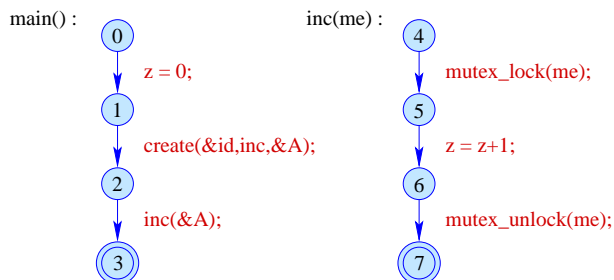 main() :
0
z = 0;
1
create(&id,inc,&A);
2
inc(&A);
3
inc(me) :
4
mutex_lock(me);
5
z = z+1;
6
mutex_unlock(me);
7